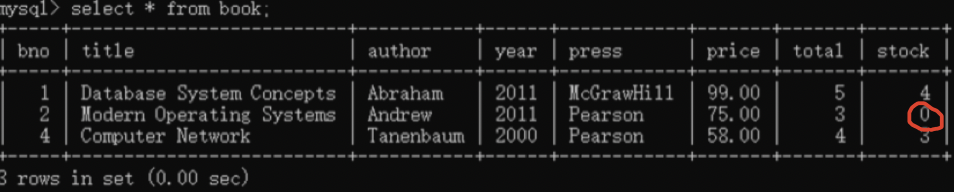 mysql> select * from book;
| bno | title | author | year | press | price | total | stock |
| 1 | Database System Concepts | Abraham | 2011 | McGrawHill | 99.00 | 5 | 4 |
| 2 | Modern Operating Systems | Andrew | 2011 | Pearson | 75.00 | 3 | 0 |
| 4 | Computer Network | Tanenbaum | 2000 | Pearson | 58.00 | 4 | 3 |
3 rows in set (0.00 sec)